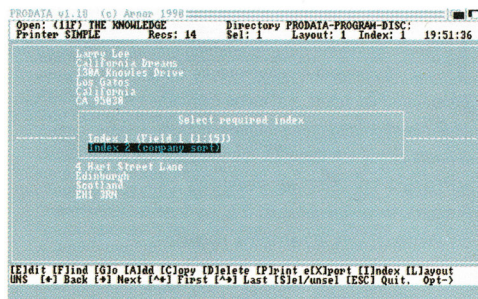 PRODATA v1.10 (c) Arnor 1990
Open: (11F) THE KNOWLEDGE Directory PRODATA-PROGRAM-DISC:
Printer SIMPLE Recs: 14 Sel: 1 Layout: 1 Index: 1 19:51:36
Larry Lee
California Dreams
130A Knowles Drive
Los Gatos
California
CA 95030
Select required index
Index 1 (Field 1 [1:15])
Index 2 (company sort)
4 Hart Street Lane
Edinburgh
Scotland
EH1 3RN
[E]dit [F]ind [G]o [A]dd [C]opy [D]elete [P]rint e[X]port [I]ndex [L]ayout
UNS [+] Back [+] Next [^+] First [^+] Last [S]el/unsel [ESC] Quit. Opt->